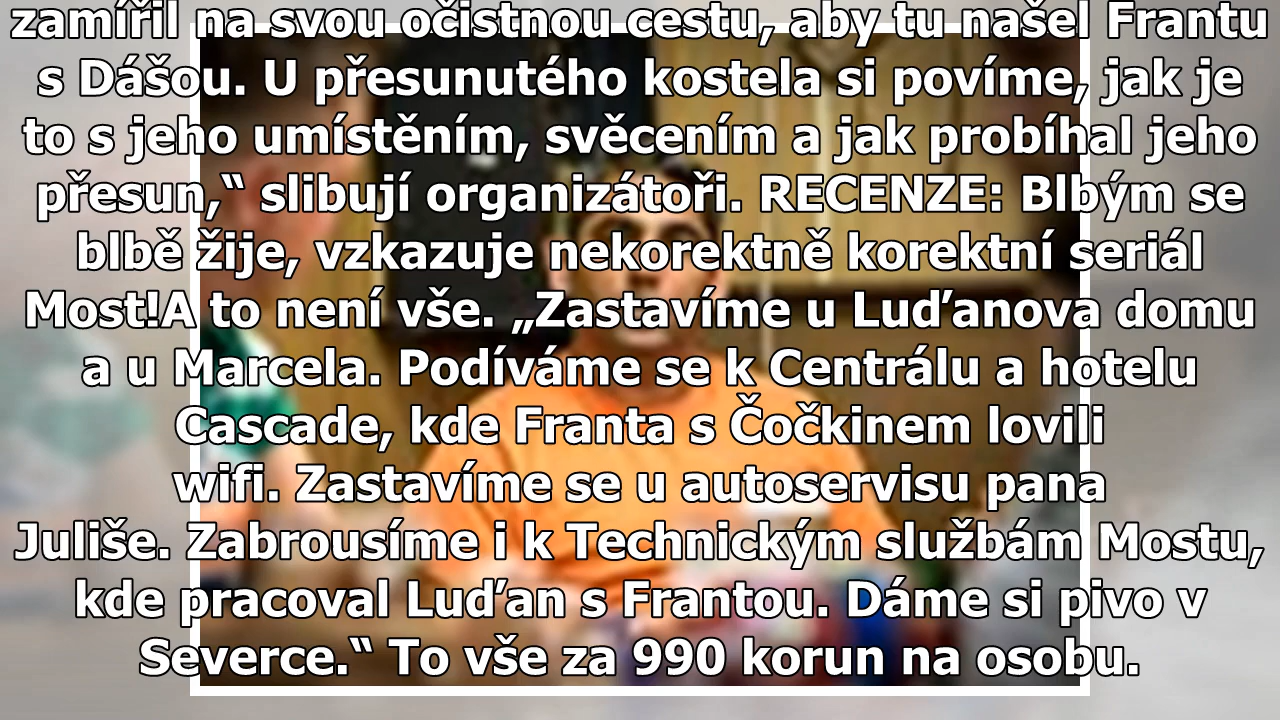 zamířil na svou očistnou cestu, aby tu našel Frantu
s Dášou. U přesunutého kostela si povíme, jak je
to s jeho umístěním, svěcením a jak probíhal jeho
přesun,“ slibují organizátoři. RECENZE: Blbým se
blbě žije, vzkazuje nekorektně korektní seriál
Most!A to není vše. „Zastavíme u Luďanova domu
a u Marcela. Podíváme se k Centrálu a hotelu
Cascade, kde Franta s Čočkinem lovili
wifi. Zastavíme se u autoservisu pana
Juliše. Zabrousíme i k Technickým službám Mostu,
kde pracoval Luďan s Frantou. Dáme si pivo v
Severce.“ To vše za 990 korun na osobu.